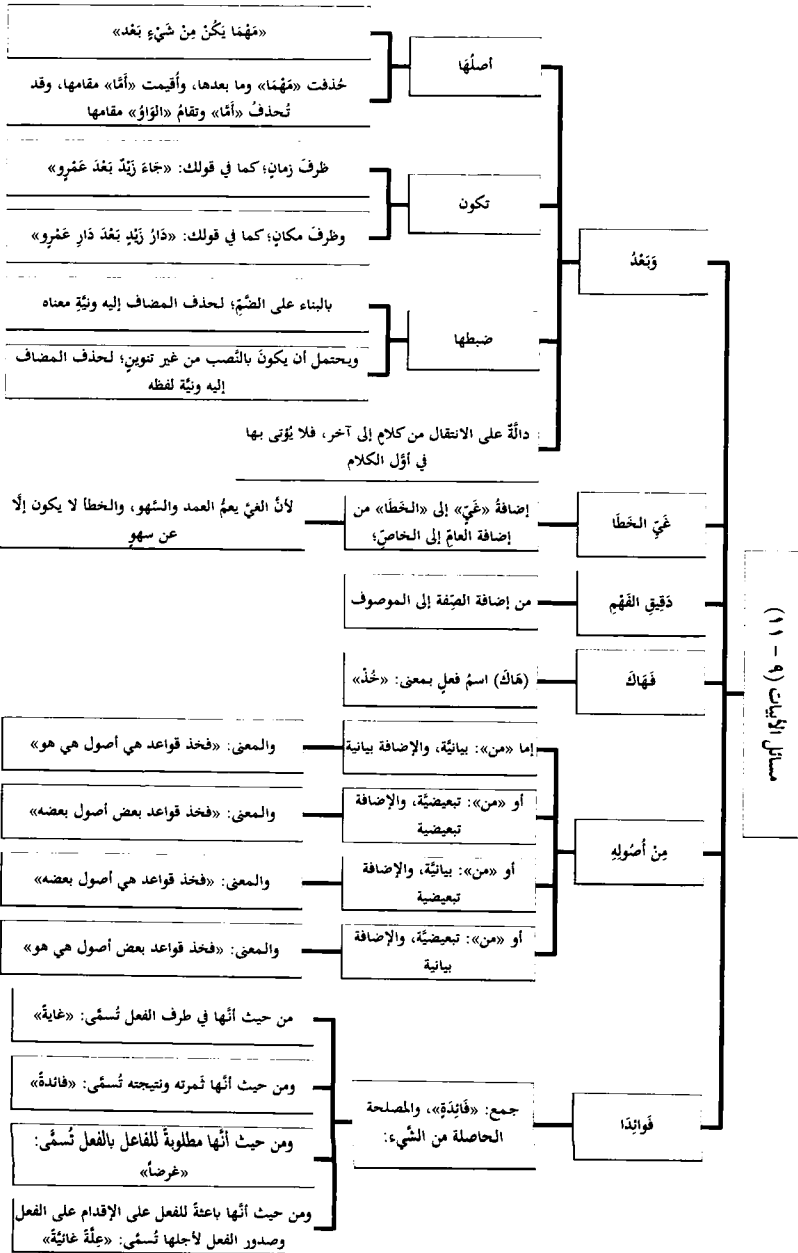 مسائل الأبيات (٩ - ١١)
وَبَعْدُ
أصلُهَا
«مَهْمَا يَكُنْ مِنْ شَيْءٍ بَعْد»
حُذفت «مَهْمَا» وما بعدها، وأُقيمت «أَمَّا» مقامها، وقد
تُحذفُ «أَمَّا» وتقامُ «الوَاوُ» مقامها
تكون
ظرفَ زمانٍ؛ كما في قولك: «جَاءَ زَيْدٌ بَعْدَ عَمْرٍو»
وظرفَ مكانٍ؛ كما في قولك: «دَارُ زَيْدٍ بَعْدَ دَارِ عَمْرٍو»
ضبطها
بالبناء على الضَّمِّ؛ لحذف المضاف إليه ونيَّةِ معناه
ويحتمل أن يكونَ بالنَّصب من غير تنوينٍ؛ لحذف المضاف
إليه ونيَّة لفظه
دالَّةٌ على الانتقال من كلامٍ إلى آخر، فلا يُؤتى بها
في أوَّل الكلام
غَيِّ الخَطَا
إضافةُ «غَيِّ» إلى «الخَطَا» من
إضافة العامِّ إلى الخاصِّ؛
لأنَّ الغيَّ يعمُّ العمد والسَّهو، والخطأ لا يكون إلَّا
عن سهوٍ
دَقِيقِ الفَهْمِ
من إضافة الصِّفة إلى الموصوف
فَهَاكَ
(هَاكَ) اسمُ فعلٍ بمعنى: «خُذْ»
مِنْ أُصُولِهِ
إما «من»: بيانيَّة، والإضافة بيانية
والمعنى: «فخذ قواعد هي أصول هي هو»
أو «من»: تبعيضيَّة، والإضافة
تبعيضية
والمعنى: «فخذ قواعد بعض أصول بعضه»
أو «من»: بيانيَّة، والإضافة
تبعيضية
والمعنى: «فخذ قواعد هي أصول بعضه»
أو «من»: تبعيضيَّة، والإضافة
بيانية
والمعنى: «فخذ قواعد بعض أصول هي هو»
فَوائِدَا
جمع: «فَائِدَةٍ»، والمصلحة
الحاصلة من الشَّيء:
من حيث أنَّها في طرف الفعل تُسمَّى: «غايةً»
ومن حيث أنَّها ثَمرته ونتيجته تُسمَّى: «فائدةً»
ومن حيث أنَّها مطلوبةٌ للفاعل بالفعل تُسمَّى:
«غرضاً»
ومن حيث أنَّها باعثةٌ للفعل على الإقدام على الفعل
وصدور الفعل لأجلها تُسمَّى: «عِلَّةً غائيَّةً»